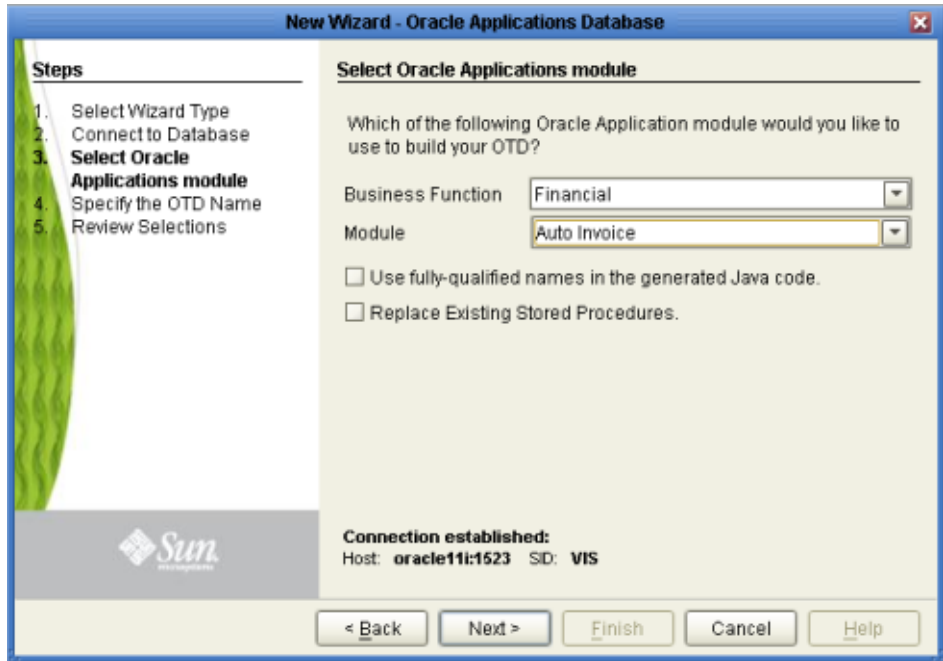 New Wizard - Oracle Applications Database
Steps
1. Select Wizard Type
2. Connect to Database
3. Select Oracle
Applications module
4. Specify the OTD Name
5. Review Selections
Sun
microsystems
Select Oracle Applications module
Which of the following Oracle Application module would you like to
use to build your OTD?
Business Function Financial
Module Auto Invoice
Use fully-qualified names in the generated Java code.
Replace Existing Stored Procedures.
Connection established:
Host: oracle11i:1523 SID: VIS
< Back Next > Finish Cancel Help